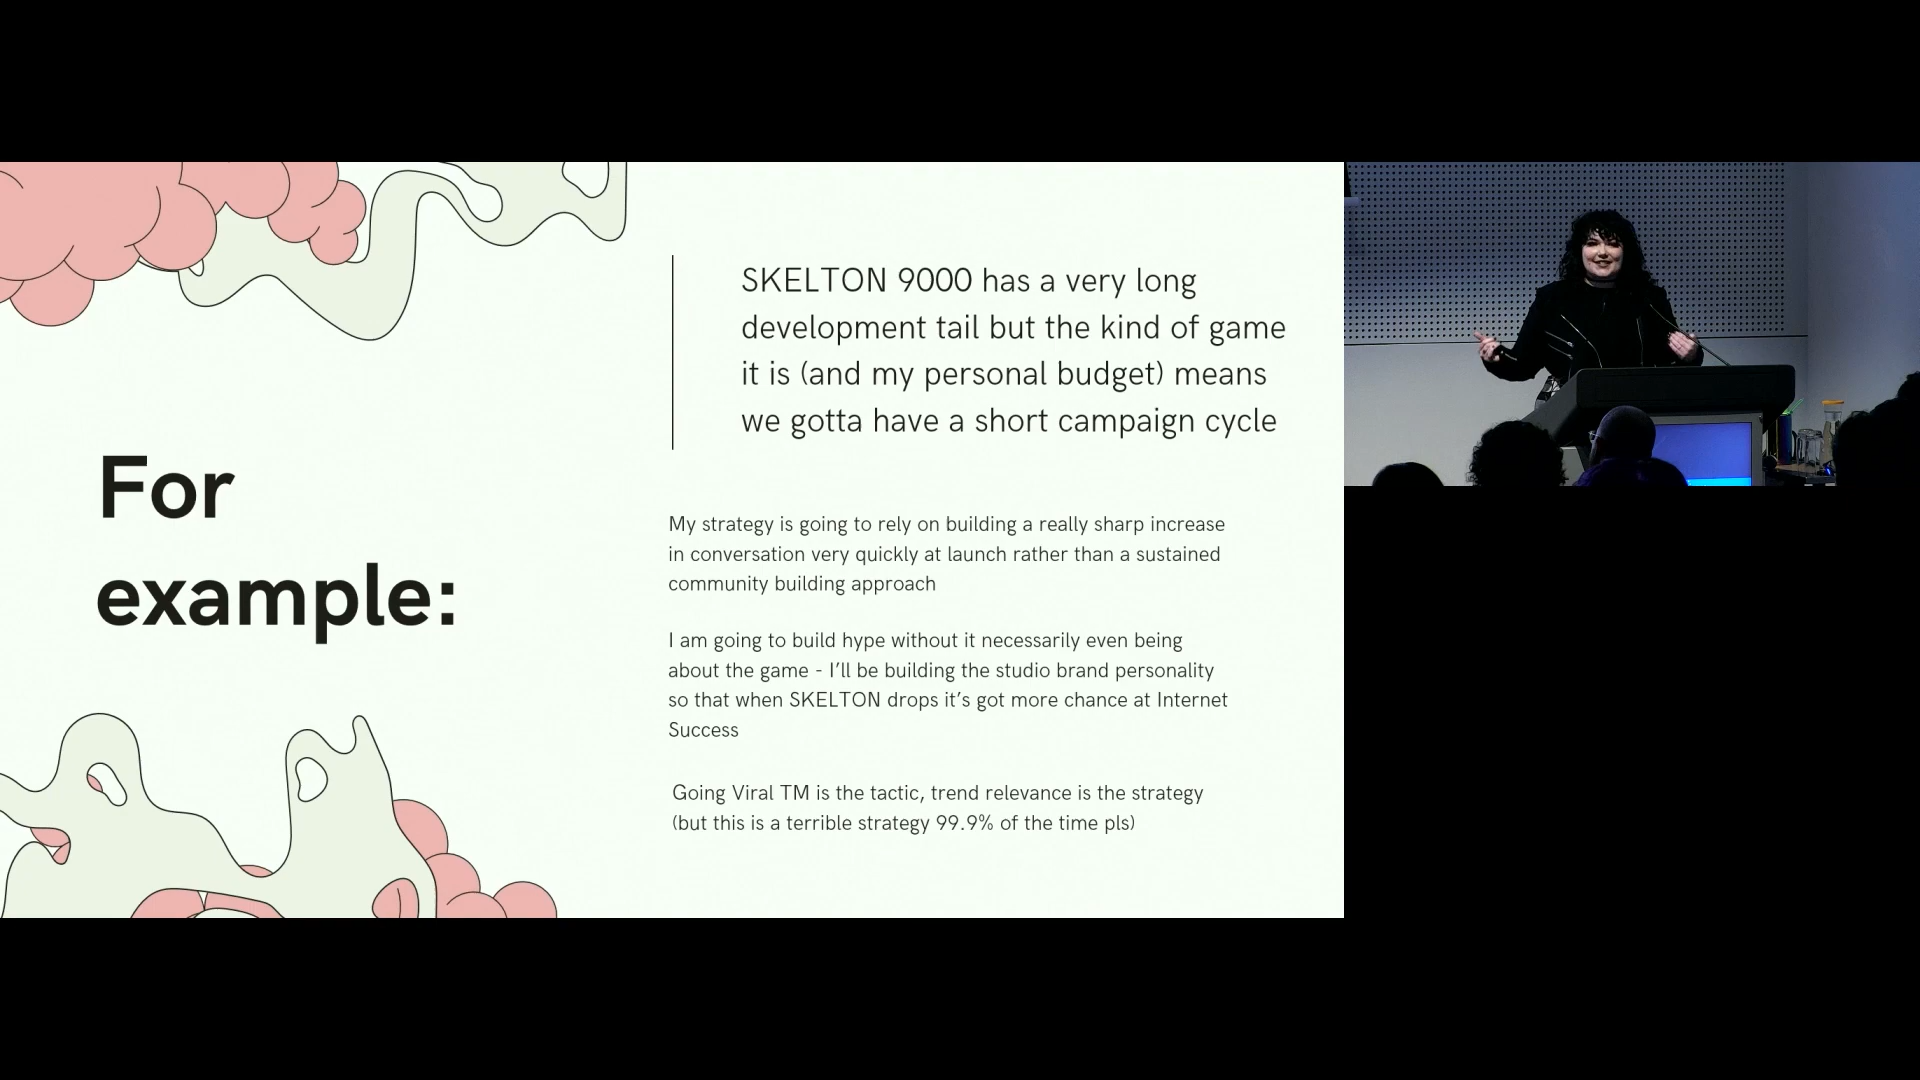 For
example:
SKELTON 9000 has a very long
development tail but the kind of game
it is (and my personal budget) means
we gotta have a short campaign cycle
My strategy is going to rely on building a really sharp increase
in conversation very quickly at launch rather than a sustained
community building approach
I am going to build hype without it necessarily even being
about the game - I’ll be building the studio brand personality
so that when SKELTON drops it’s got more chance at Internet
Success
Going Viral TM is the tactic, trend relevance is the strategy
(but this is a terrible strategy 99.9% of the time pls)